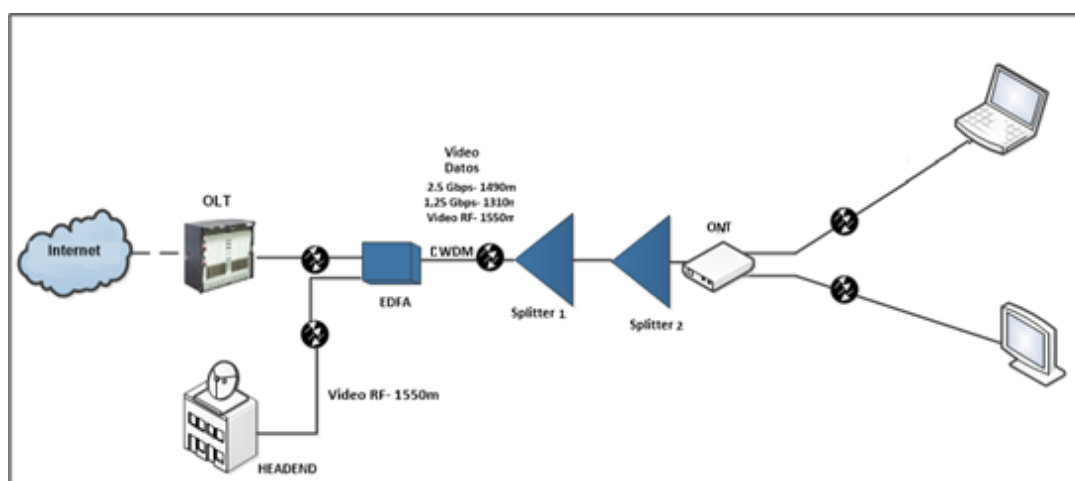 Video
Datos
2.5 Gbps- 1490m
1,25 Gbps- 1310r
Video RF- 1550m
OLT
Internet
CWDM
EDFA
Splitter 1
Splitter 2
ONT
Video RF- 1550m
HEADEND